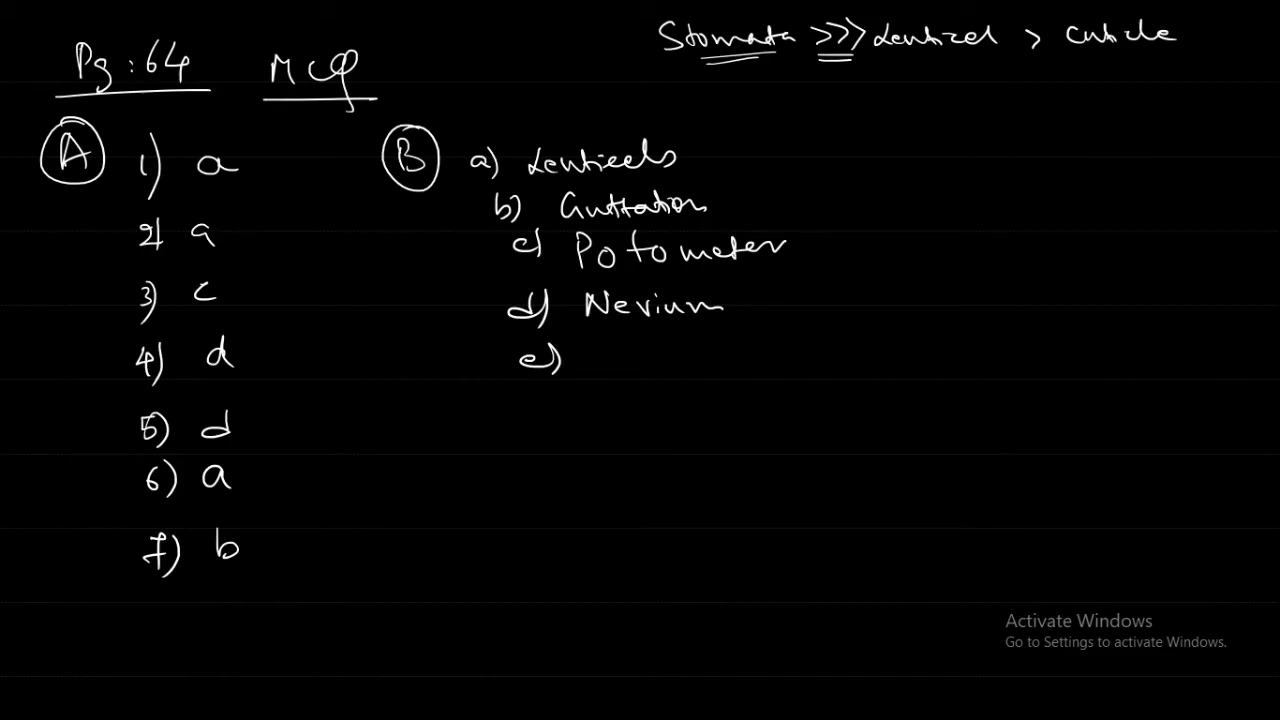 Stomata >>> Lenticel > Cuticle
Pg: 64 MCQ
A 1) a
2) a
3) c
4) d
5) d
6) a
7) b
B a) Lenticels
b) Guttation
c) Potometer
d) Nerium
e)
Activate Windows
Go to Settings to activate Windows.